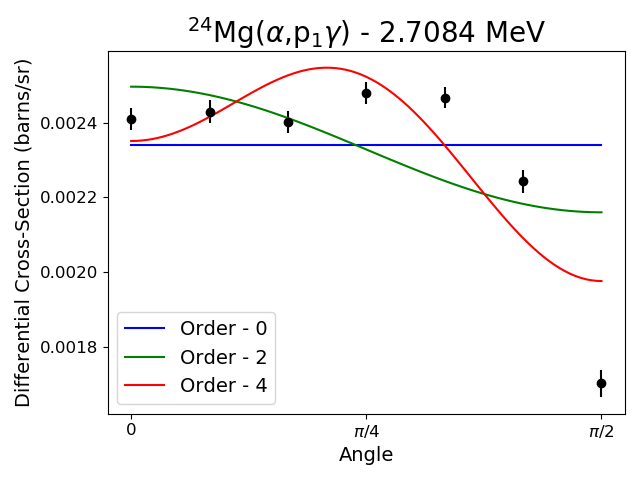 ²⁴Mg(α,p₁γ) - 2.7084 MeV
Differential Cross-Section (barns/sr)
0.0024
0.0022
0.0020
0.0018
Order - 0
Order - 2
Order - 4
0
π/4
π/2
Angle